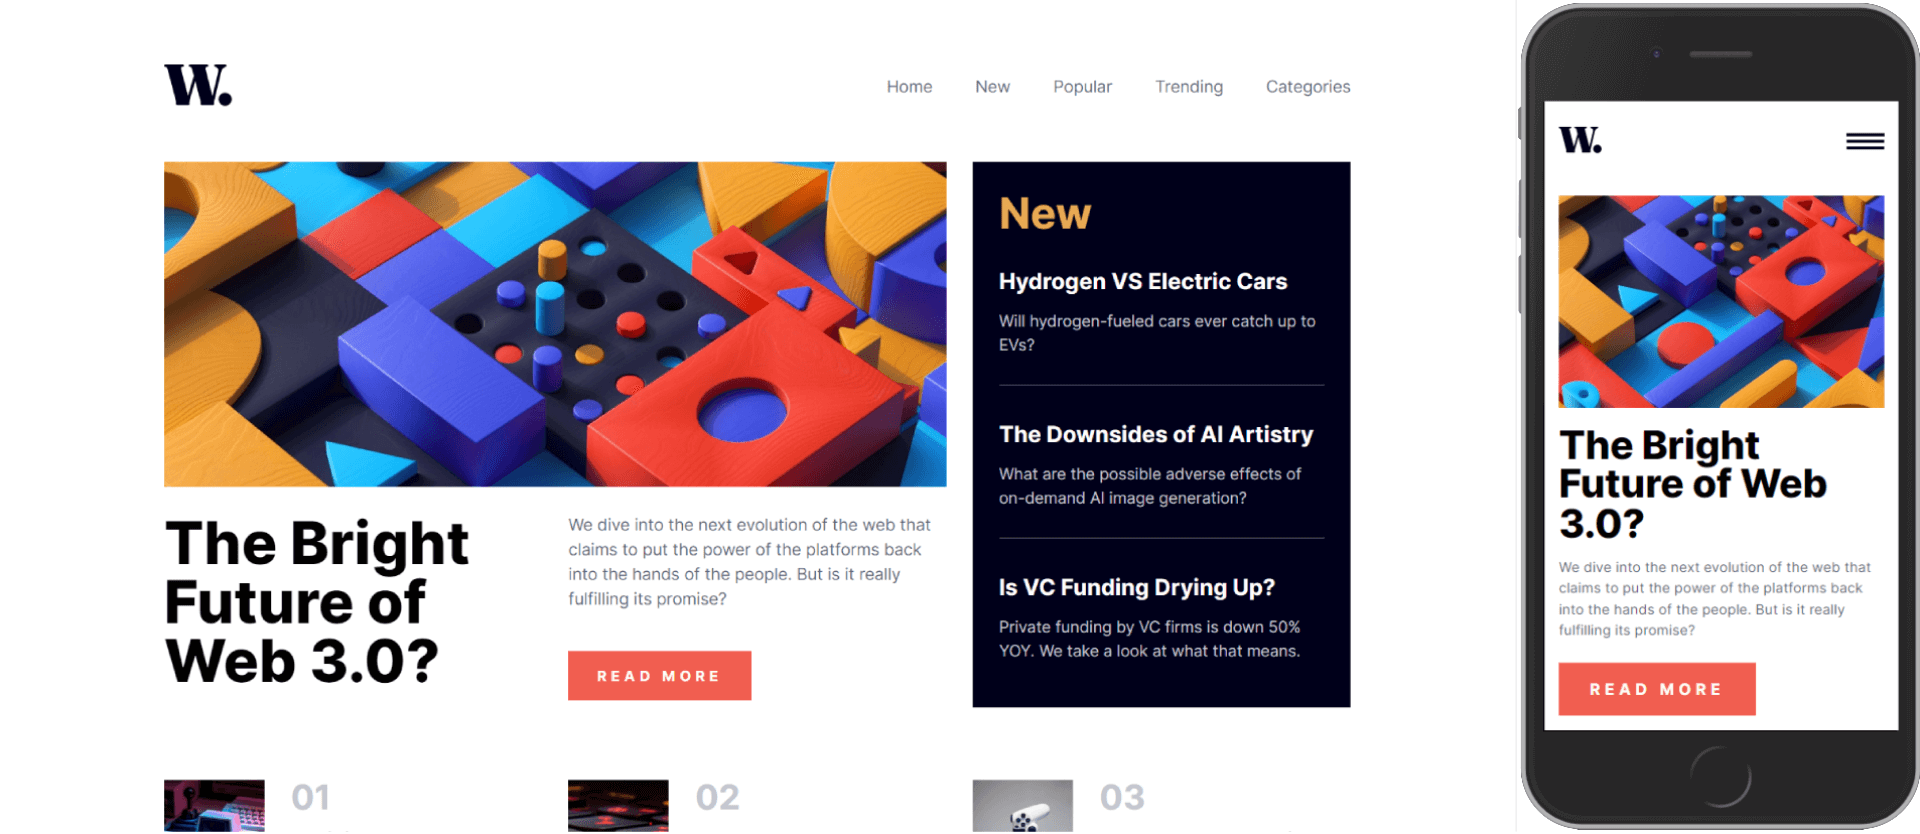 W.
Home New Popular Trending Categories
New
Hydrogen VS Electric Cars
Will hydrogen-fueled cars ever catch up to
EVs?
The Downsides of AI Artistry
What are the possible adverse effects of
on-demand AI image generation?
Is VC Funding Drying Up?
Private funding by VC firms is down 50%
YOY. We take a look at what that means.
The Bright
Future of
Web 3.0?
We dive into the next evolution of the web that
claims to put the power of the platforms back
into the hands of the people. But is it really
fulfilling its promise?
READ MORE
01
02
03
W.
The Bright
Future of Web
3.0?
We dive into the next evolution of the web that
claims to put the power of the platforms back
into the hands of the people. But is it really
fulfilling its promise?
READ MORE